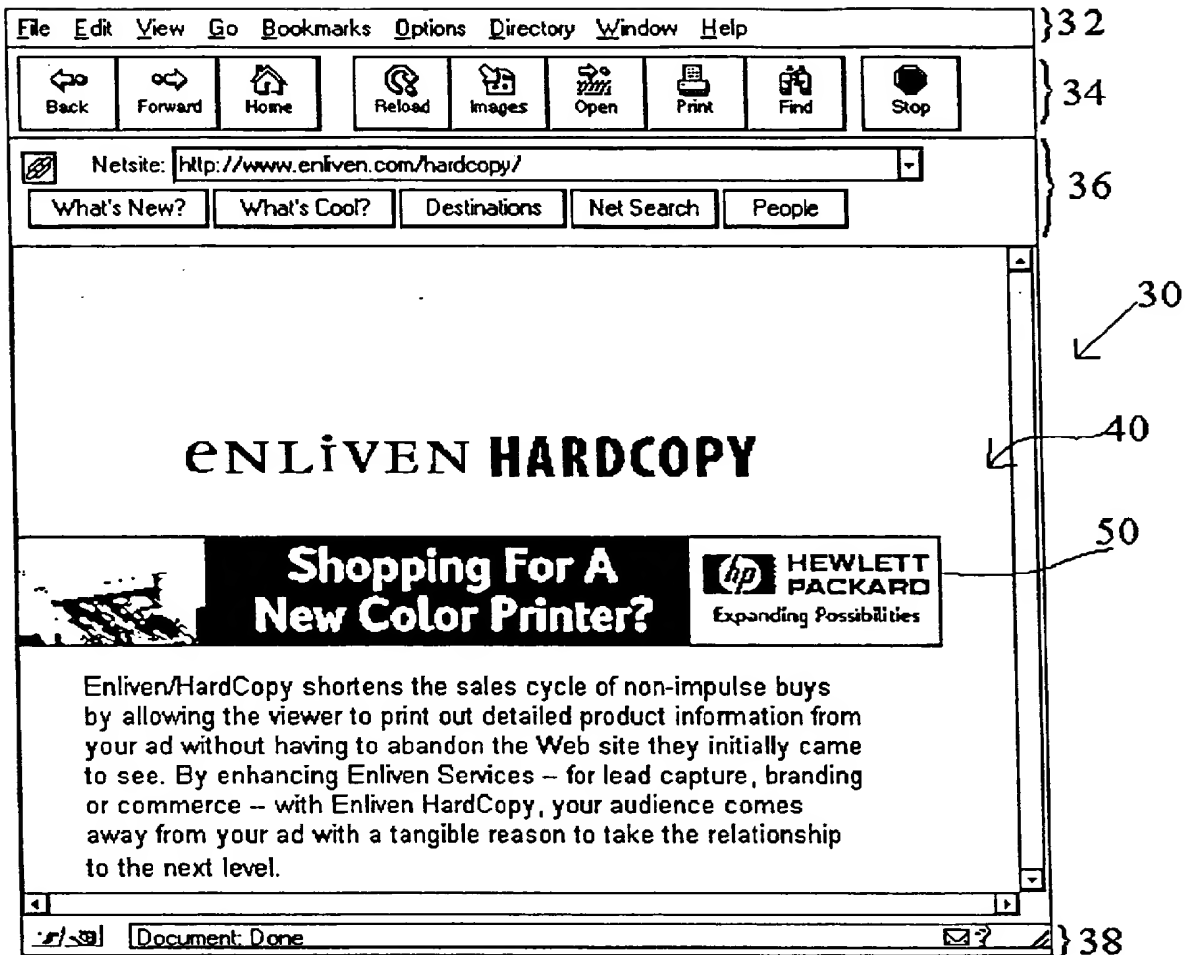 File Edit View Go Bookmarks Options Directory Window Help }32
Back Forward Home Reload Images Open Print Find Stop }34
Netsite: http://www.enliven.com/hardcopy/
What's New? What's Cool? Destinations Net Search People }36
30
eNLiVEN HARDCOPY 40
50
Shopping For A
New Color Printer?
hp HEWLETT
PACKARD
Expanding Possibilities
Enliven/HardCopy shortens the sales cycle of non-impulse buys
by allowing the viewer to print out detailed product information from
your ad without having to abandon the Web site they initially came
to see. By enhancing Enliven Services – for lead capture, branding
or commerce – with Enliven HardCopy, your audience comes
away from your ad with a tangible reason to take the relationship
to the next level.
Document: Done ? }38